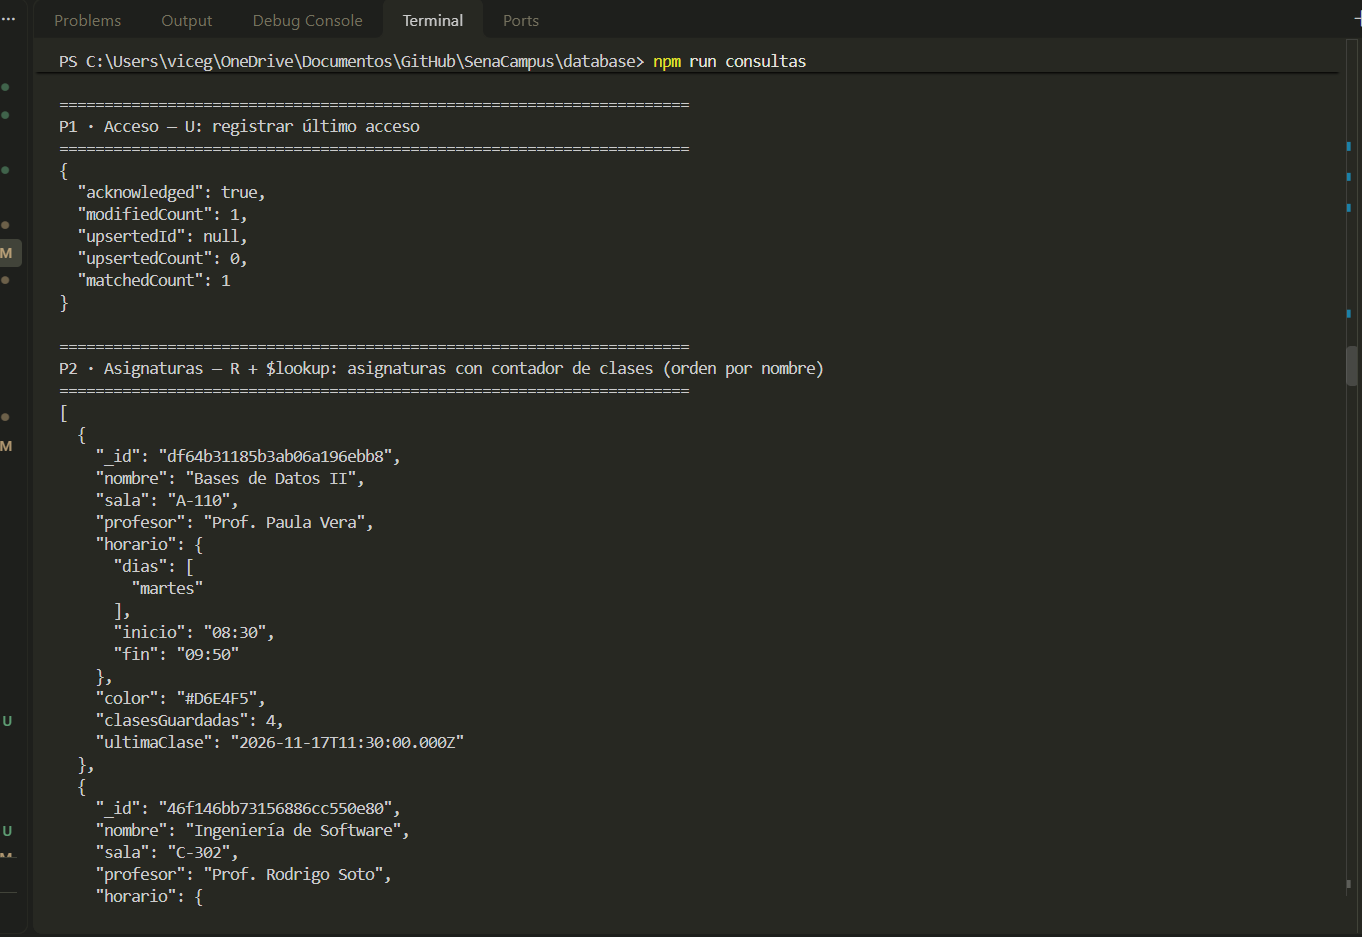 Problems Output Debug Console Terminal Ports
PS C:\Users\viceg\OneDrive\Documentos\GitHub\SenaCampus\database> npm run consultas
======================================================================
P1 · Acceso — U: registrar último acceso
======================================================================
{
"acknowledged": true,
"modifiedCount": 1,
"upsertedId": null,
"upsertedCount": 0,
"matchedCount": 1
}
======================================================================
P2 · Asignaturas — R + $lookup: asignaturas con contador de clases (orden por nombre)
======================================================================
[
{
"_id": "df64b31185b3ab06a196ebb8",
"nombre": "Bases de Datos II",
"sala": "A-110",
"profesor": "Prof. Paula Vera",
"horario": {
"dias": [
"martes"
],
"inicio": "08:30",
"fin": "09:50"
},
"color": "#D6E4F5",
"clasesGuardadas": 4,
"ultimaClase": "2026-11-17T11:30:00.000Z"
},
{
"_id": "46f146bb73156886cc550e80",
"nombre": "Ingeniería de Software",
"sala": "C-302",
"profesor": "Prof. Rodrigo Soto",
"horario": {
M
M
U
U
M